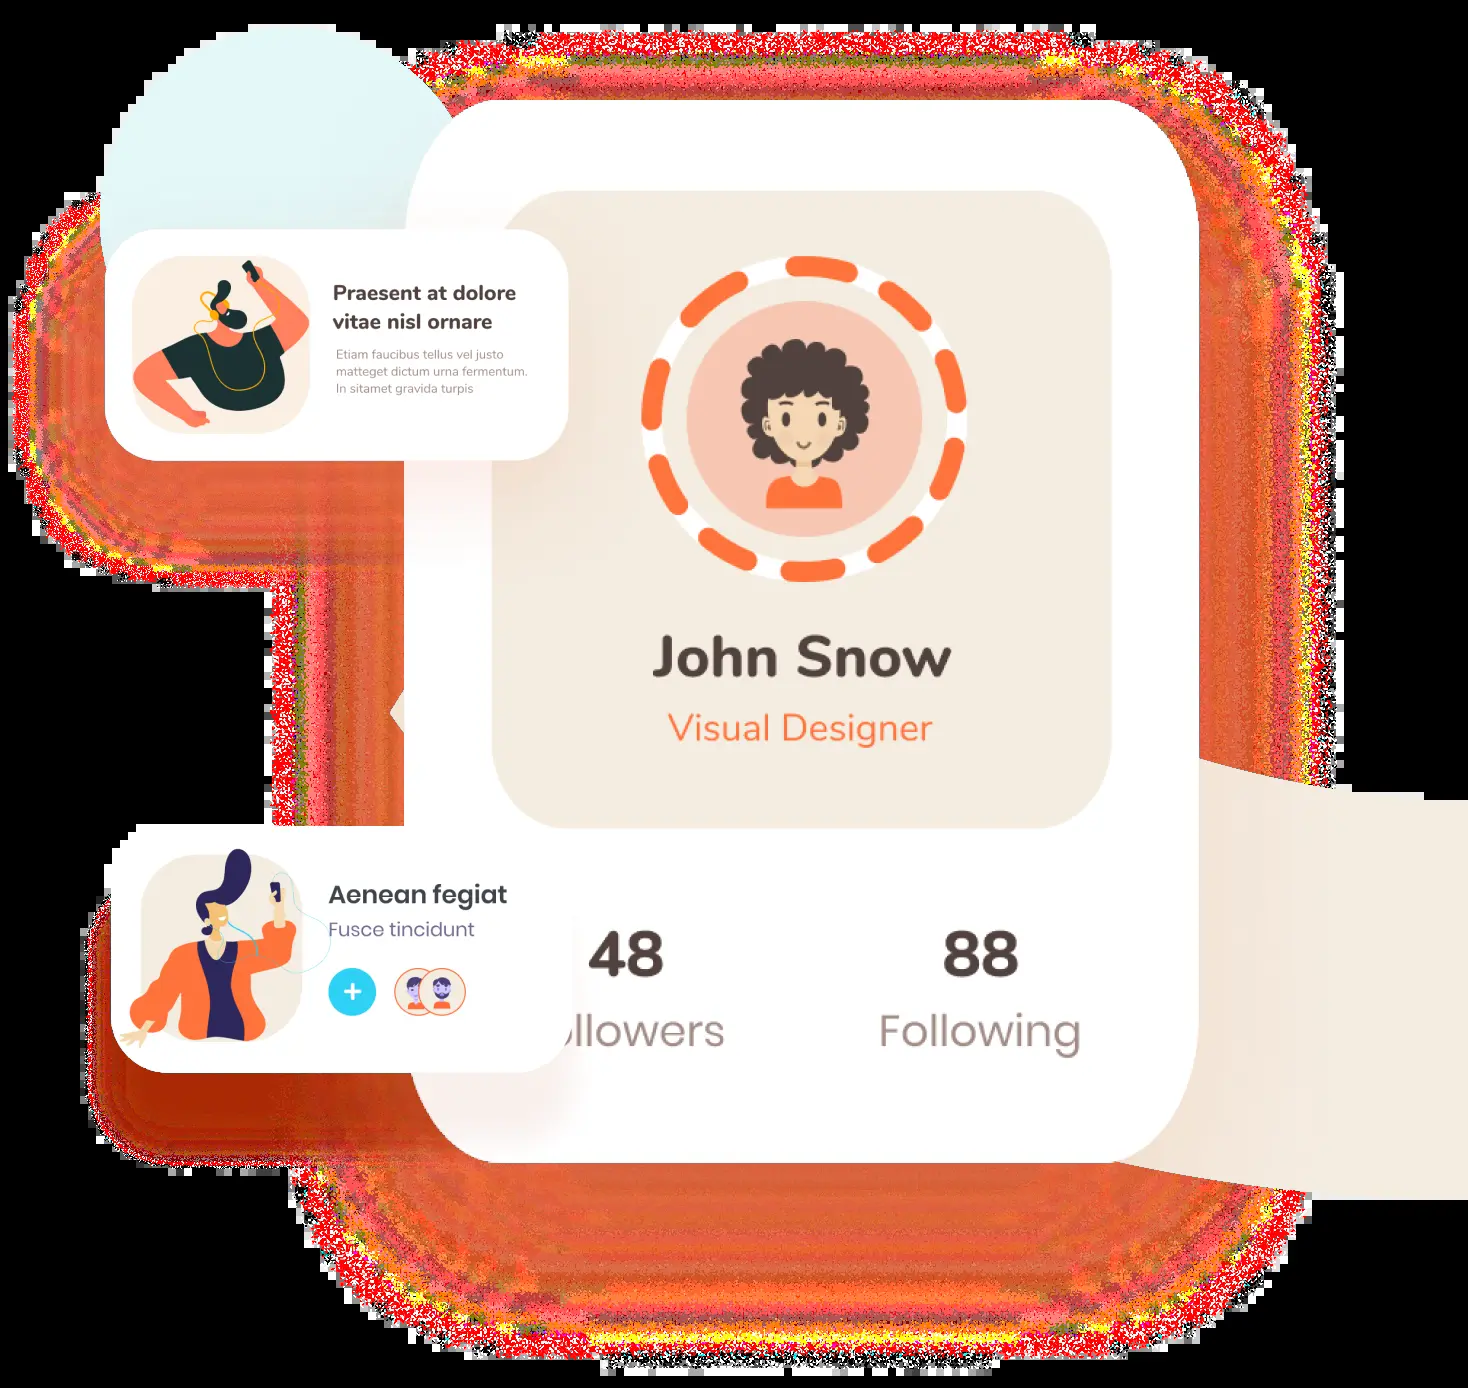 Praesent at dolore
vitae nisl ornare
Etiam faucibus tellus vel justo
matteget dictum urna fermentum.
In sitamet gravida turpis
John Snow
Visual Designer
Aenean fegiat
Fusce tincidunt
48
ollowers
88
Following